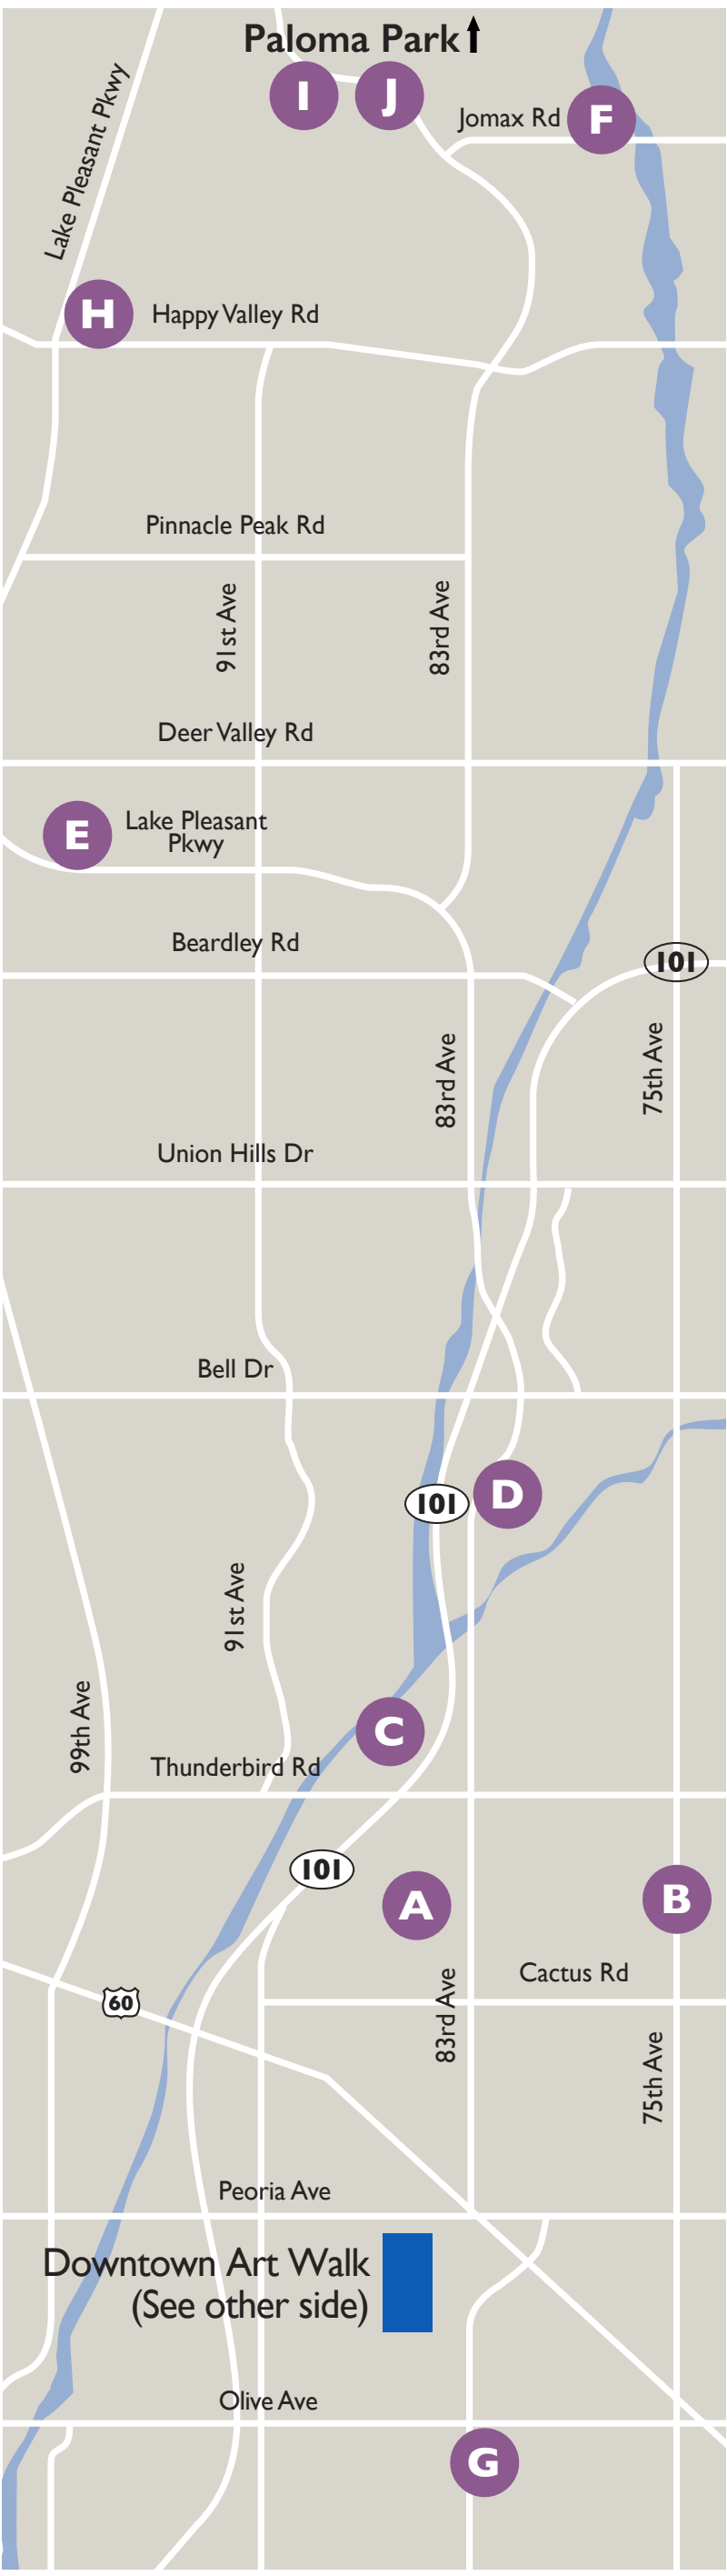 Paloma Park
I
J
Jomax Rd
F
Lake Pleasant Pkwy
H
Happy Valley Rd
Pinnacle Peak Rd
91st Ave
83rd Ave
Deer Valley Rd
E
Lake Pleasant
Pkwy
Beardley Rd
101
83rd Ave
75th Ave
Union Hills Dr
Bell Dr
101
D
91st Ave
99th Ave
C
Thunderbird Rd
101
A
B
Cactus Rd
60
83rd Ave
75th Ave
Peoria Ave
Downtown Art Walk
(See other side)
Olive Ave
G